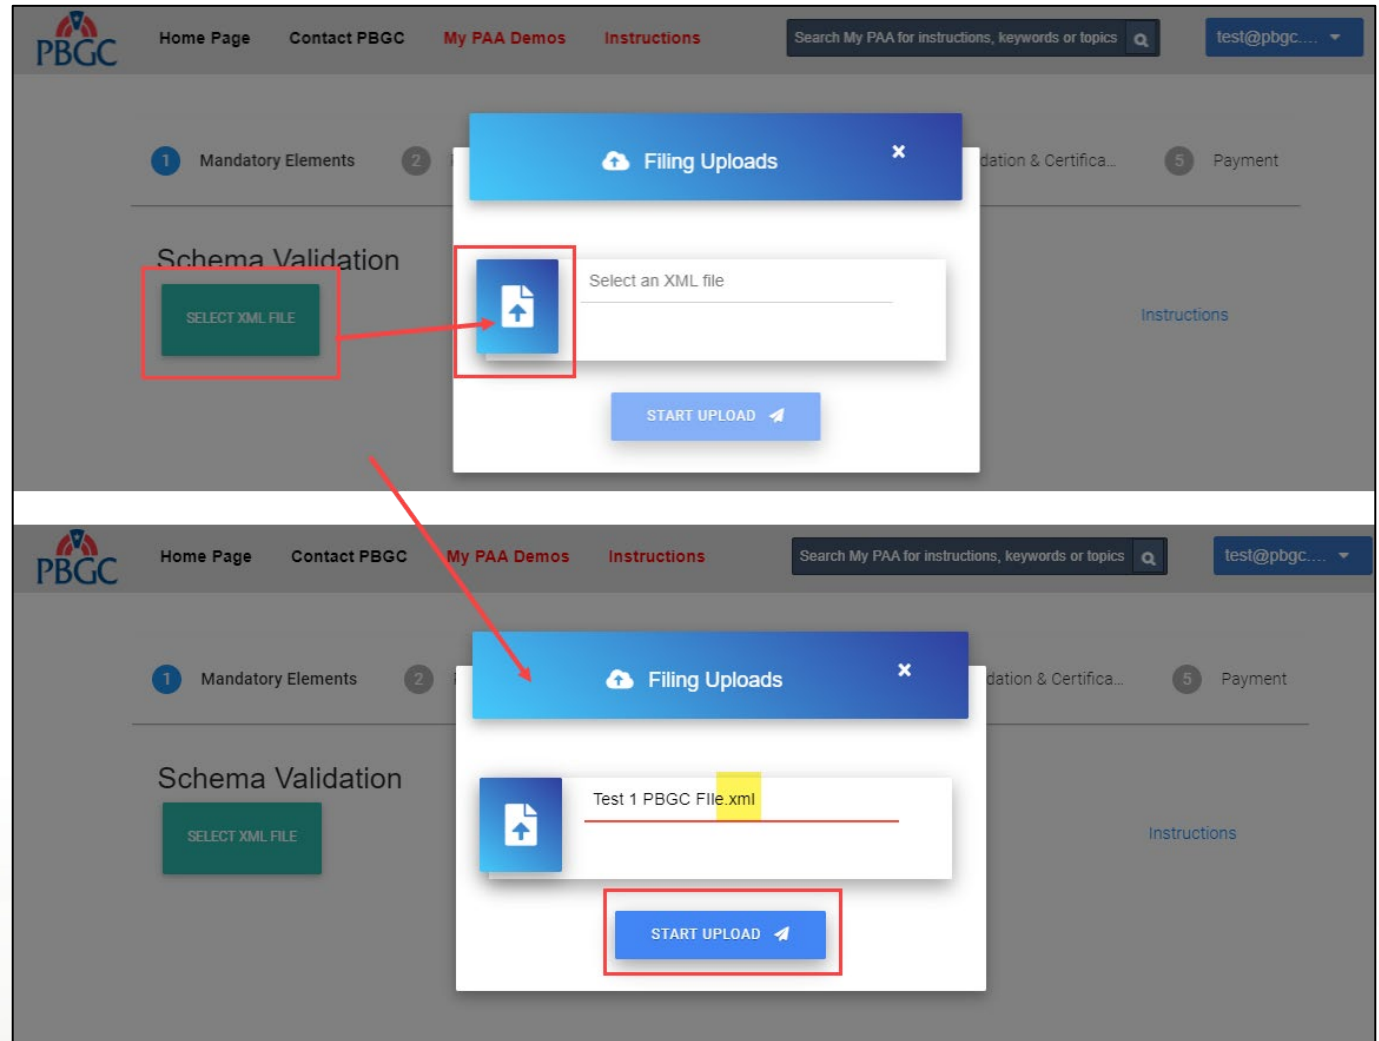 PBGC Home Page Contact PBGC My PAA Demos Instructions Search My PAA for instructions, keywords or topics test@pbgc....
1 Mandatory Elements 2 Filing Uploads × dation & Certifica... 5 Payment
Schema Validation
Select an XML file
SELECT XML FILE
Instructions
START UPLOAD
PBGC Home Page Contact PBGC My PAA Demos Instructions Search My PAA for instructions, keywords or topics test@pbgc....
1 Mandatory Elements 2 Filing Uploads × dation & Certifica... 5 Payment
Schema Validation
Test 1 PBGC FIle.xml
SELECT XML FILE
Instructions
START UPLOAD